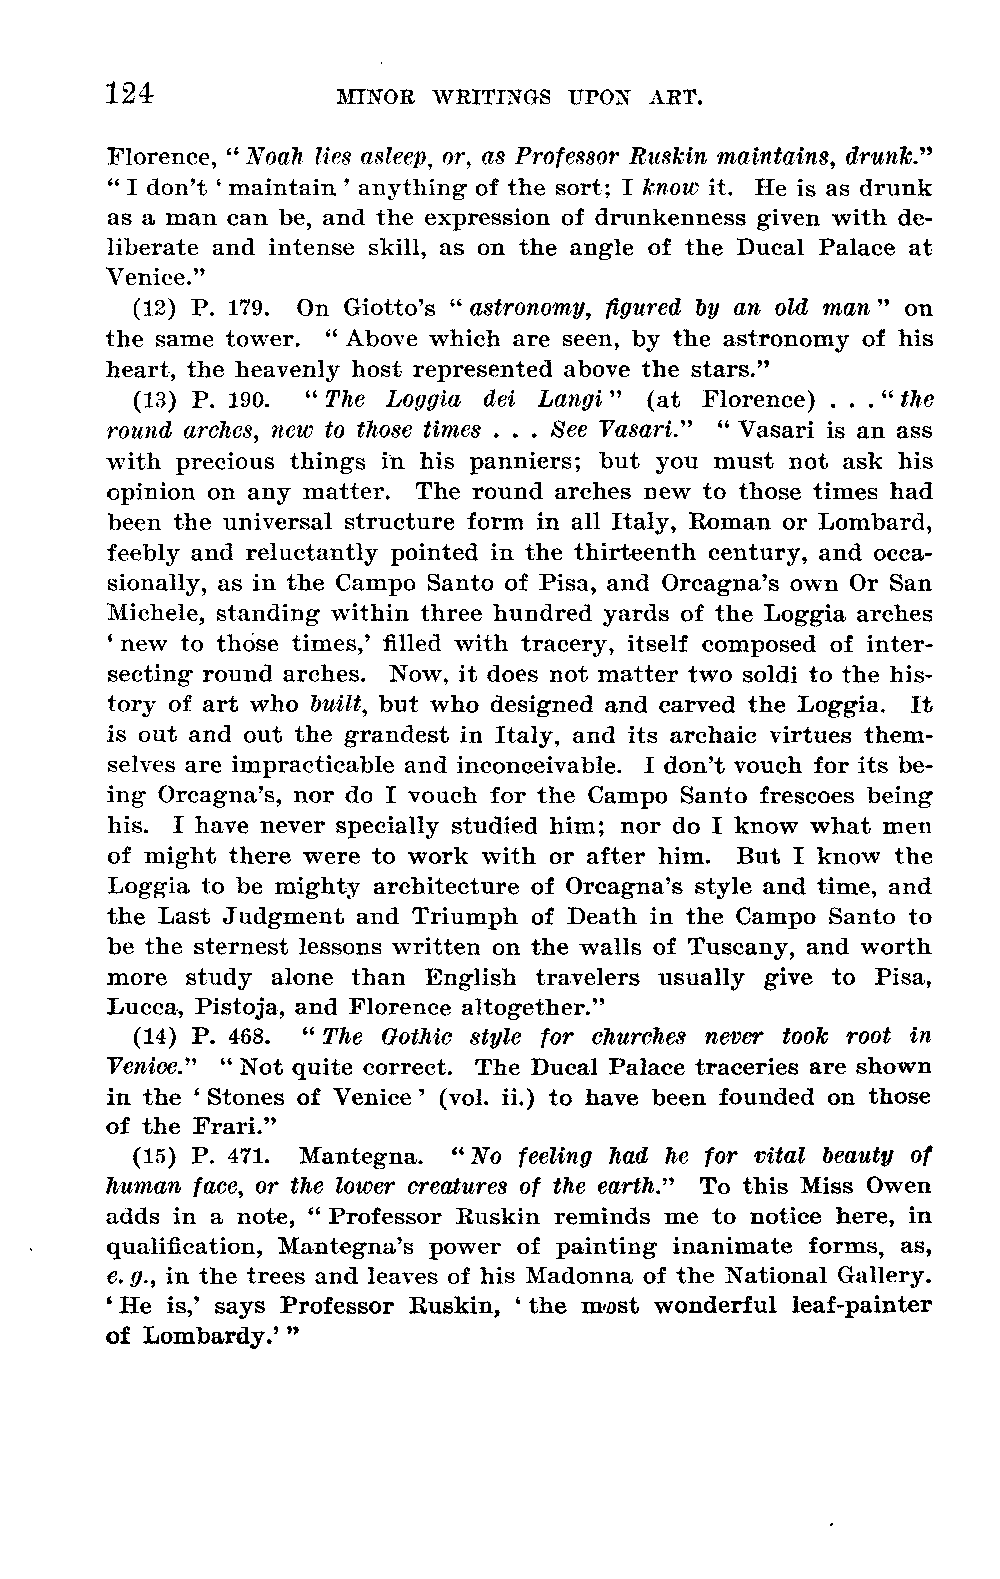 124 MINOR WRITINGS UPON ART.
Florence, “ Noah lies asleep, or, as Professor Ruskin maintains, drunk.”
“ I don’t ‘ maintain ’ anything of the sort; I know it. He is as drunk
as a man can be, and the expression of drunkenness given with de-
liberate and intense skill, as on the angle of the Ducal Palace at
Venice.”
(12) P. 179. On Giotto’s “ astronomy, figured by an old man ” on
the same tower. “ Above which are seen, by the astronomy of his
heart, the heavenly host represented above the stars.”
(13) P. 190. “ The Loggia dei Langi ” (at Florence) . . . “ the
round arches, new to those times . . . See Vasari.” “ Vasari is an ass
with precious things in his panniers; but you must not ask his
opinion on any matter. The round arches new to those times had
been the universal structure form in all Italy, Roman or Lombard,
feebly and reluctantly pointed in the thirteenth century, and occa-
sionally, as in the Campo Santo of Pisa, and Orcagna’s own Or San
Michele, standing within three hundred yards of the Loggia arches
‘ new to those times,’ filled with tracery, itself composed of inter-
secting round arches. Now, it does not matter two soldi to the his-
tory of art who built, but who designed and carved the Loggia. It
is out and out the grandest in Italy, and its archaic virtues them-
selves are impracticable and inconceivable. I don’t vouch for its be-
ing Orcagna’s, nor do I vouch for the Campo Santo frescoes being
his. I have never specially studied him; nor do I know what men
of might there were to work with or after him. But I know the
Loggia to be mighty architecture of Orcagna’s style and time, and
the Last Judgment and Triumph of Death in the Campo Santo to
be the sternest lessons written on the walls of Tuscany, and worth
more study alone than English travelers usually give to Pisa,
Lucca, Pistoja, and Florence altogether.”
(14) P. 468. “ The Gothic style for churches never took root in
Venice.” “ Not quite correct. The Ducal Palace traceries are shown
in the ‘ Stones of Venice ’ (vol. ii.) to have been founded on those
of the Frari.”
(15) P. 471. Mantegna. “ No feeling had he for vital beauty of
human face, or the lower creatures of the earth.” To this Miss Owen
adds in a note, “ Professor Ruskin reminds me to notice here, in
qualification, Mantegna’s power of painting inanimate forms, as,
e. g., in the trees and leaves of his Madonna of the National Gallery.
‘ He is,’ says Professor Ruskin, ‘ the most wonderful leaf-painter
of Lombardy.’ ”